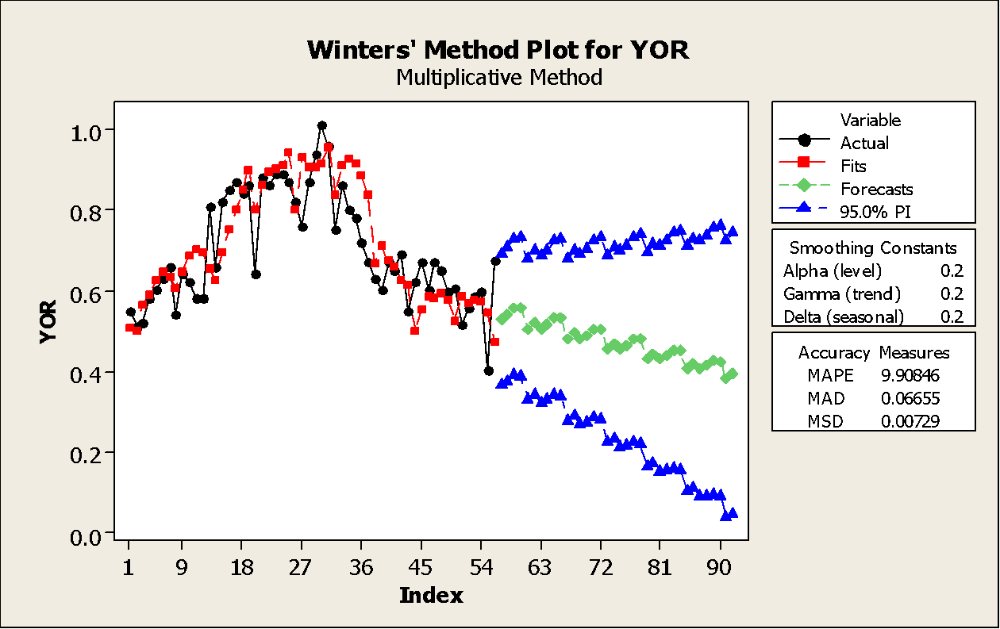 Winters' Method Plot for YOR
Multiplicative Method
YOR
1.0
0.8
0.6
0.4
0.2
0.0
1 9 18 27 36 45 54 63 72 81 90
Index
Variable
Actual
Fits
Forecasts
95.0% PI
Smoothing Constants
Alpha (level) 0.2
Gamma (trend) 0.2
Delta (seasonal) 0.2
Accuracy Measures
MAPE 9.90846
MAD 0.06655
MSD 0.00729